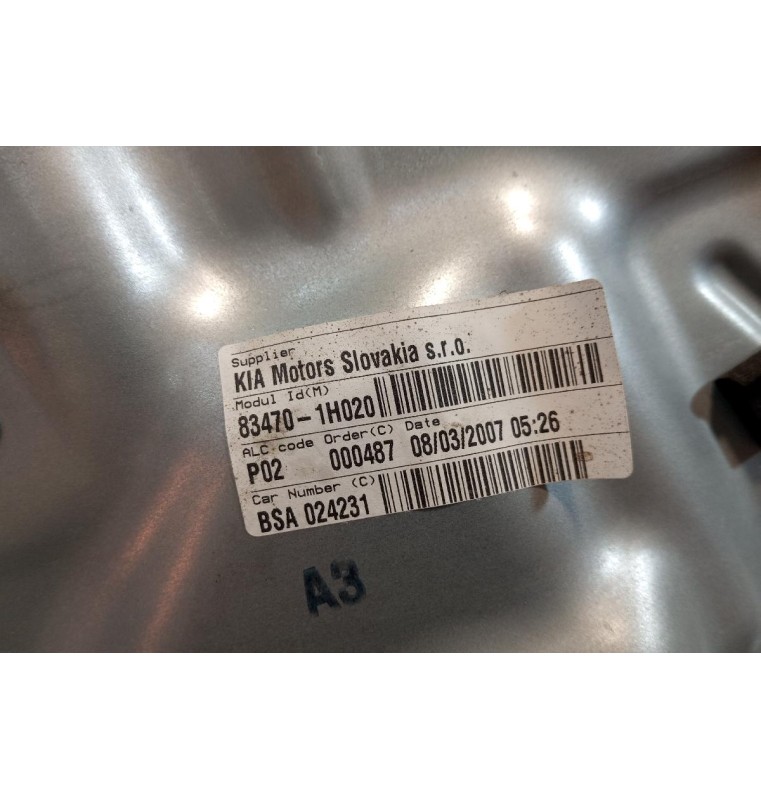 Supplier
KIA Motors Slovakia s.r.o.
Modul Id(M)
83470-1H020
ALC code Order(C) Date
P02 000487 08/03/2007 05:26
Car Number (C)
BSA 024231
A3